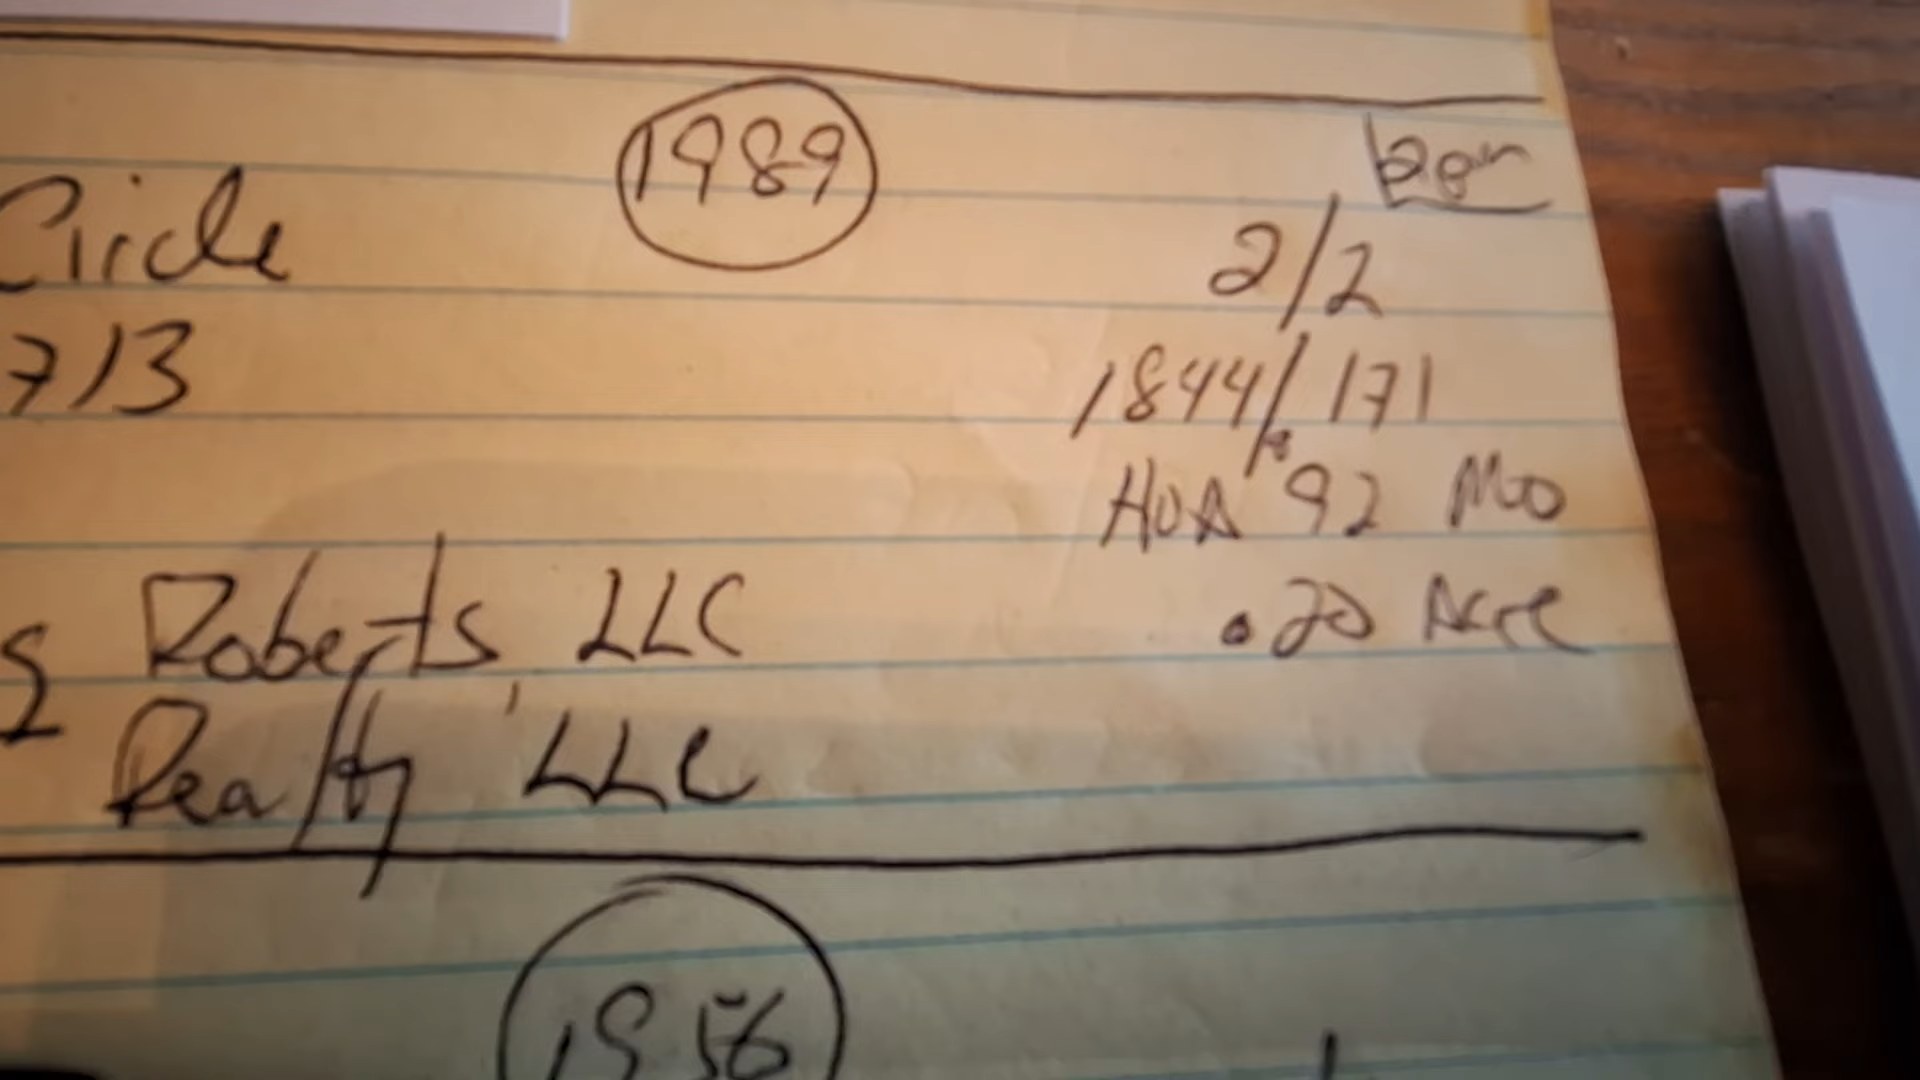 1989
Circle
2/2
713
1844/171
HOA 92 Mo
.20 Acre
Roberts LLC
Realty LLC
1956